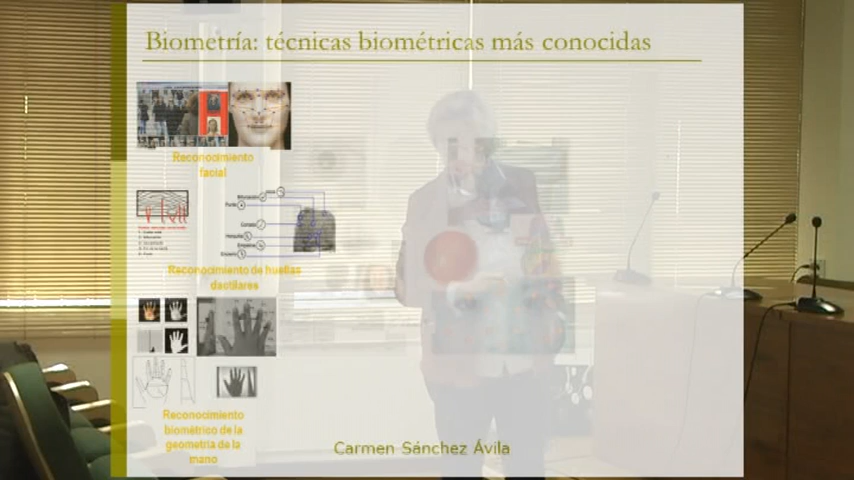 Biometría: técnicas biométricas más conocidas
Reconocimiento
facial
Reconocimiento de huellas
dactilares
Reconocimiento
biométrico de la
geometría de la
mano
Carmen Sánchez Ávila